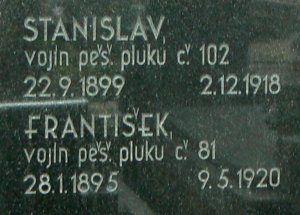 STANISLAV,
vojín pěš. pluku č. 102
22.9.1899 2.12.1918
FRANTIŠEK,
vojín pěš. pluku č. 81
28.1.1895 9.5.1920